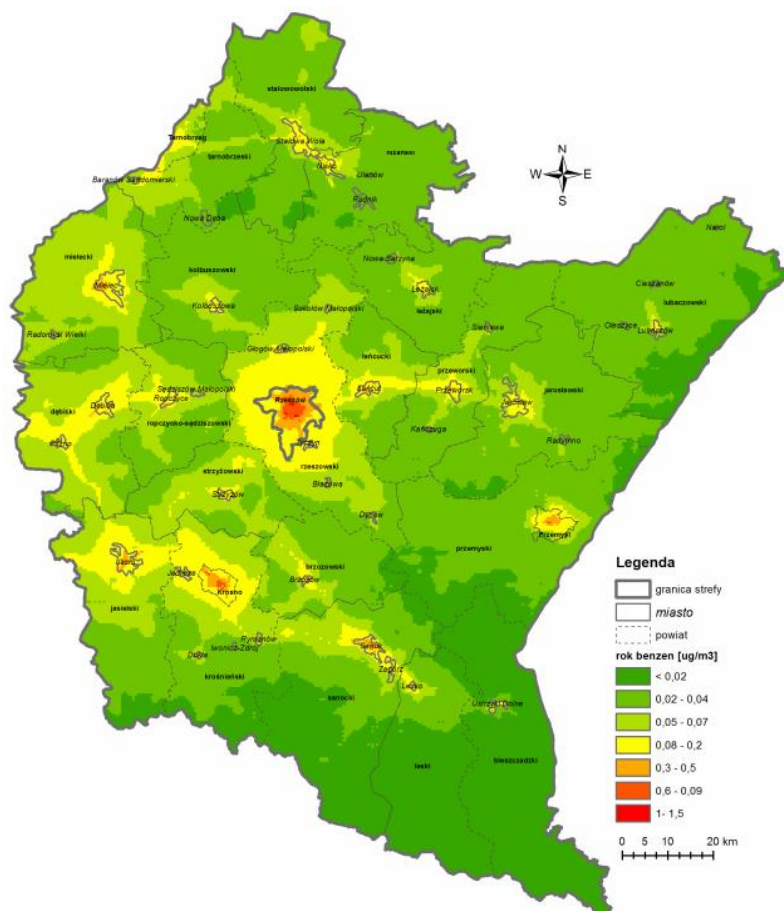 stalowowolski
Stalowa Wola
Tarnobrzeg
tarnobrzeski
Nisko
niżański
N
W E
S
Baranów Sandomierski
Ulanów
Rudnik
Nowa Dęba
Narol
mielecki
Mielec
kolbuszowski
Nowa Sarzyna
Cieszanów
Kolbuszowa
Leżajsk
lubaczowski
Sokołów Małopolski
leżajski
Radomyśl Wielki
Sieniawa
Oleszyce
Lubaczów
Głogów Małopolski
łańcucki
przeworski
Sędziszów Małopolski
dębicki
Dębica
Ropczyce
Rzeszów
Łańcut
Przeworsk
jarosławski
Jarosław
ropczycko-sędziszowski
Kańczuga
Pilzno
Tyczyn
Radymno
strzyżowski
rzeszowski
Strzyżów
Błażowa
Dynów
Przemyśl
przemyski
Jasło
Jedlicze
brzozowski
Brzozów
Krosno
jasielski
Rymanów
Iwonicz-Zdrój
Dukla
Sanok
Zagórz
krośnieński
Lesko
sanocki
Ustrzyki Dolne
leski
bieszczadzki
Legenda
granica strefy
miasto
powiat
rok benzen [ug/m3]
< 0,02
0,02 - 0,04
0,05 - 0,07
0,08 - 0,2
0,3 - 0,5
0,6 - 0,09
1- 1,5
0 5 10 20 km